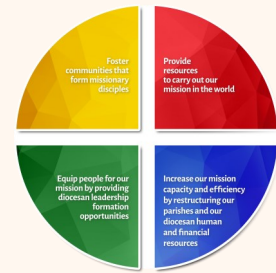 Foster
communities that
form missionary
disciples
Provide
resources
to carry out our
mission in the world
Equip people for our
mission by providing
diocesan leadership
formation
opportunities
Increase our mission
capacity and efficiency
by restructuring our
parishes and our
diocesan human
and financial
resources